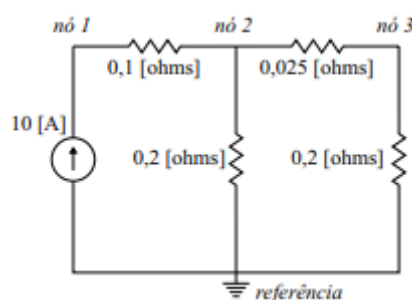 nó 1 nó 2 nó 3
0,1 [ohms] 0,025 [ohms]
10 [A]
0,2 [ohms] 0,2 [ohms]
referência